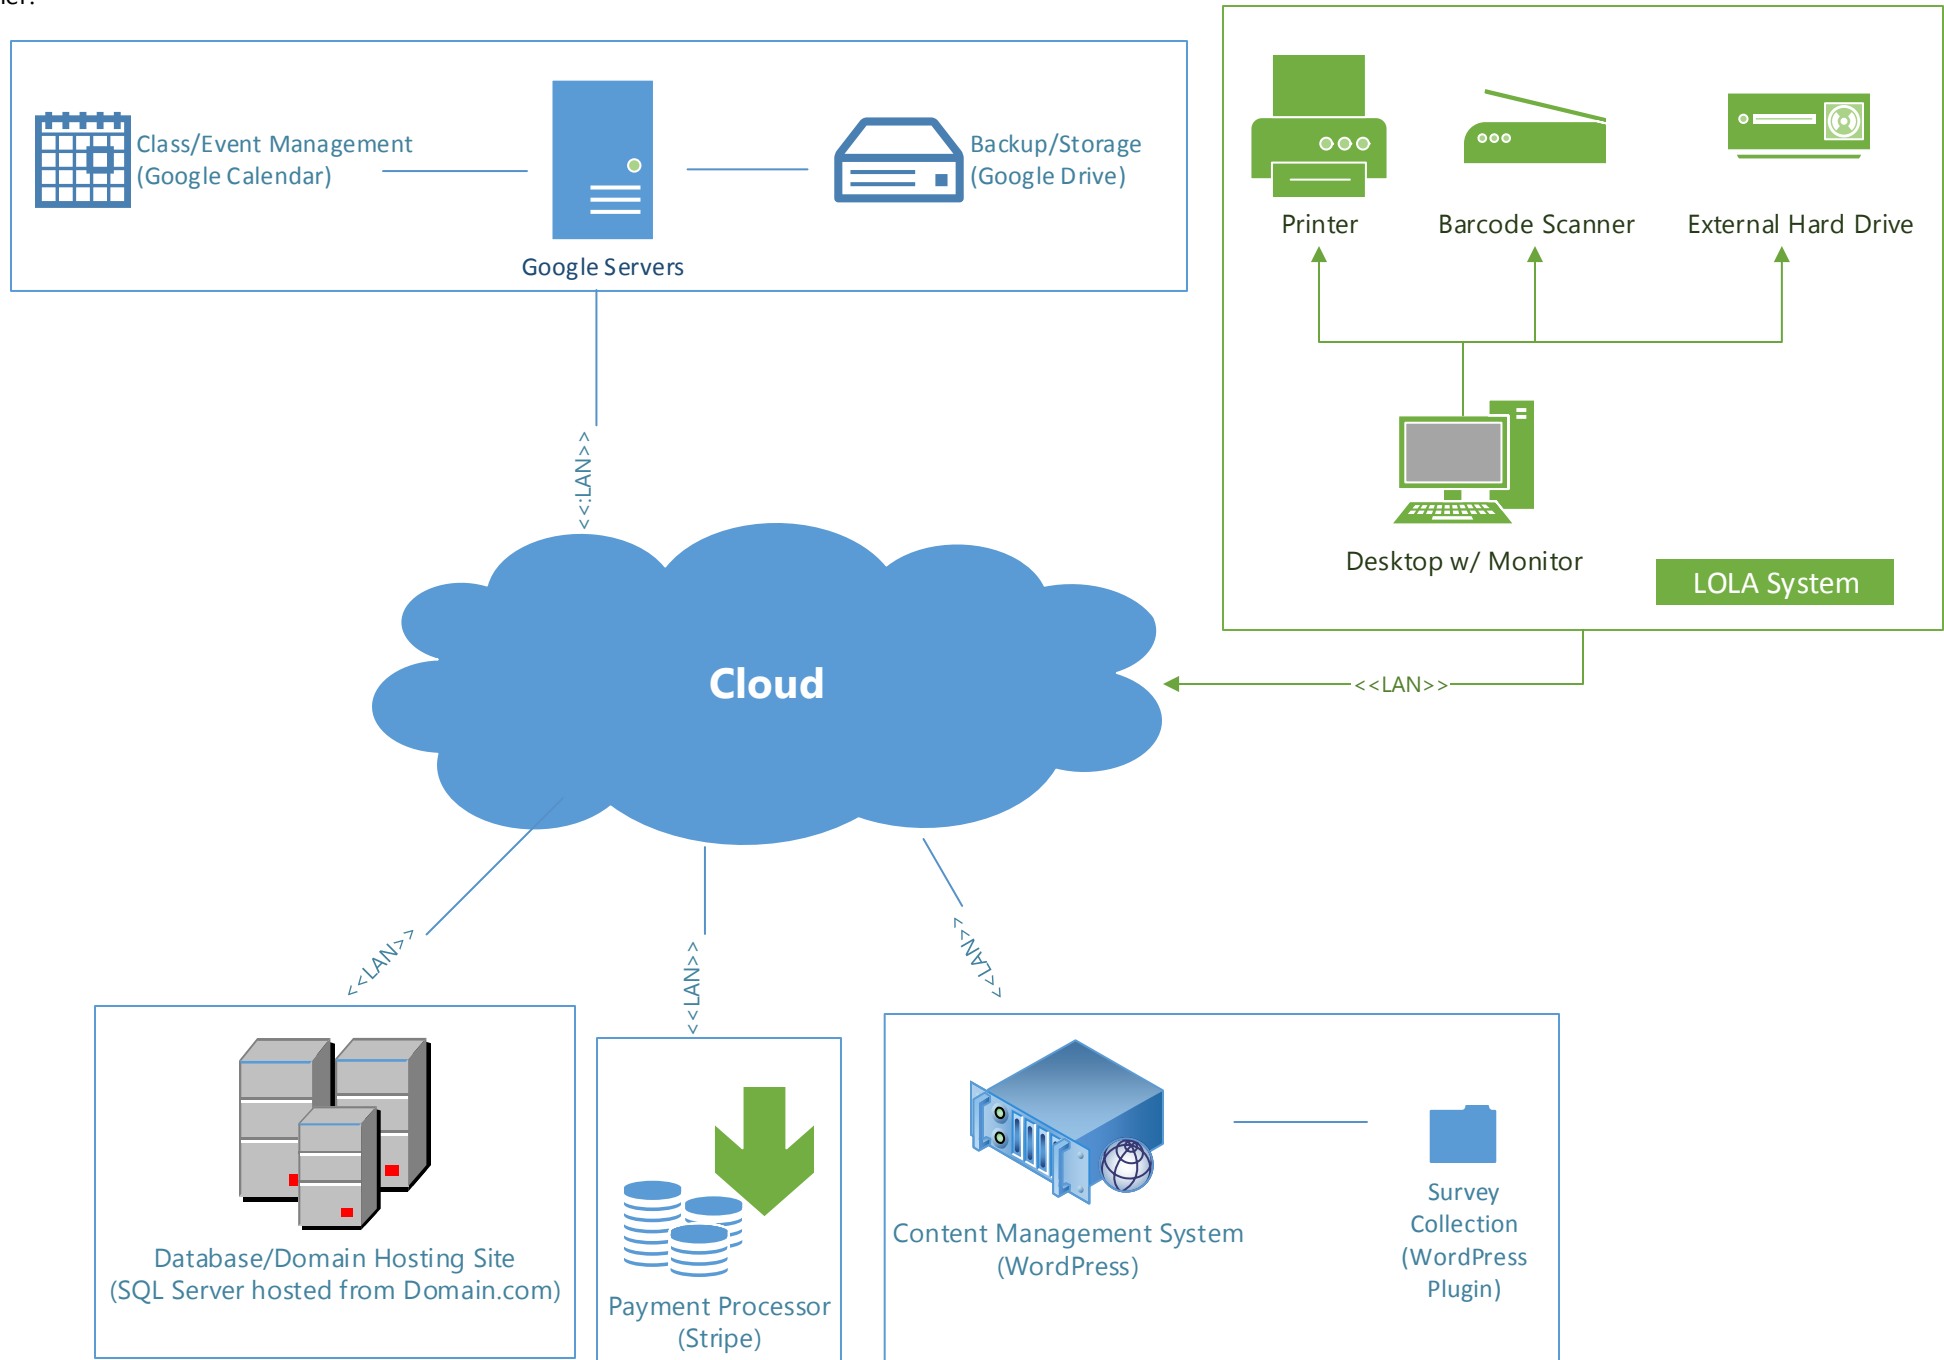 Class/Event Management
(Google Calendar)
Google Servers
Backup/Storage
(Google Drive)
Printer
Barcode Scanner
External Hard Drive
Desktop w/ Monitor
LOLA System
<<LAN>>
<<LAN>>
Cloud
<<LAN>>
<<LAN>>
<<LAN>>
Database/Domain Hosting Site
(SQL Server hosted from Domain.com)
Payment Processor
(Stripe)
Content Management System
(WordPress)
Survey
Collection
(WordPress
Plugin)